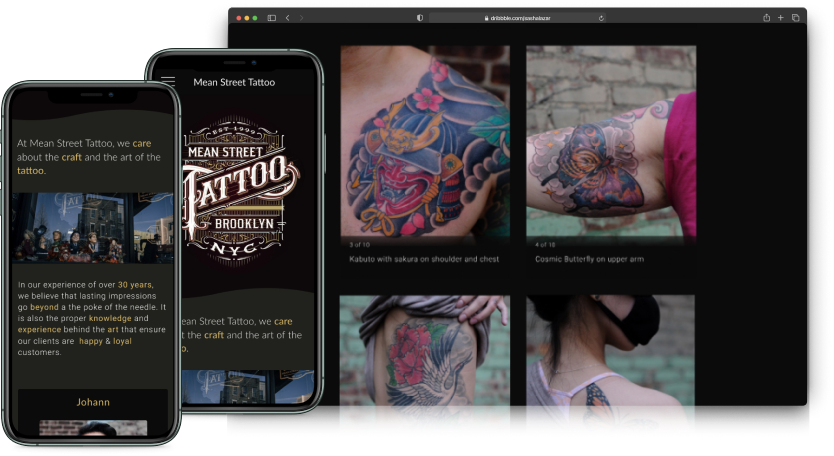 At Mean Street Tattoo, we care
about the craft and the art of the
tattoo.
In our experience of over 30 years,
we believe that lasting impressions
go beyond a the poke of the needle. It
is also the proper knowledge and
experience behind the art that ensure
our clients are happy & loyal
customers.
Johann
Mean Street Tattoo
EST 1999
MEAN STREET
TATTOO
BROOKLYN
NYC
ean Street Tattoo, we care
t the craft and the art of the
o.
dribbble.com/sashalazar
3 of 10
Kabuto with sakura on shoulder and chest
4 of 18
Cosmic Butterfly on upper arm